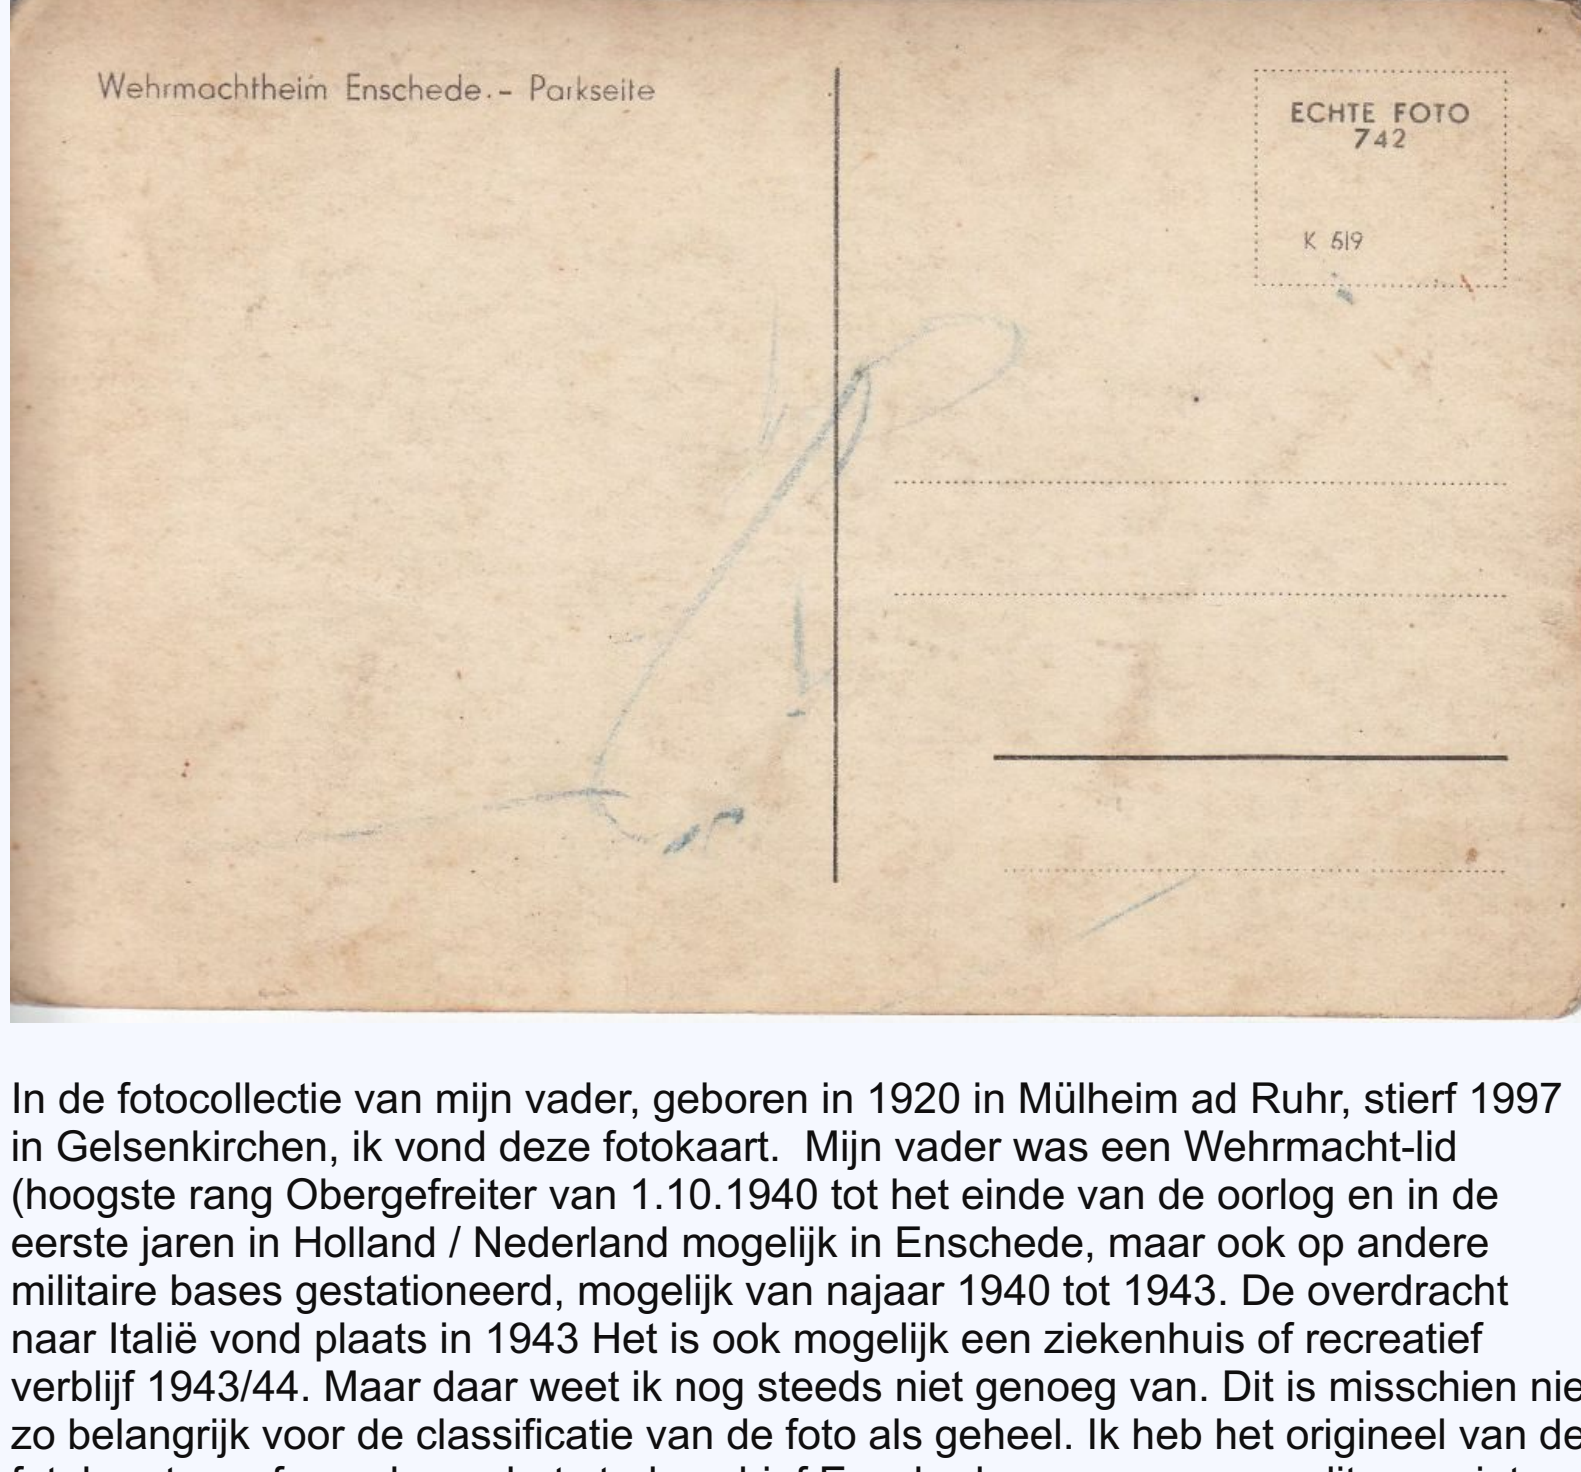 Wehrmachtheim Enschede.- Parkseite
ECHTE FOTO
742
K 619
In de fotocollectie van mijn vader, geboren in 1920 in Mülheim ad Ruhr, stierf 1997
in Gelsenkirchen, ik vond deze fotokaart.  Mijn vader was een Wehrmacht-lid
(hoogste rang Obergefreiter van 1.10.1940 tot het einde van de oorlog en in de
eerste jaren in Holland / Nederland mogelijk in Enschede, maar ook op andere
militaire bases gestationeerd, mogelijk van najaar 1940 tot 1943. De overdracht
naar Italië vond plaats in 1943 Het is ook mogelijk een ziekenhuis of recreatief
verblijf 1943/44. Maar daar weet ik nog steeds niet genoeg van. Dit is misschien nie
zo belangrijk voor de classificatie van de foto als geheel. Ik heb het origineel van de